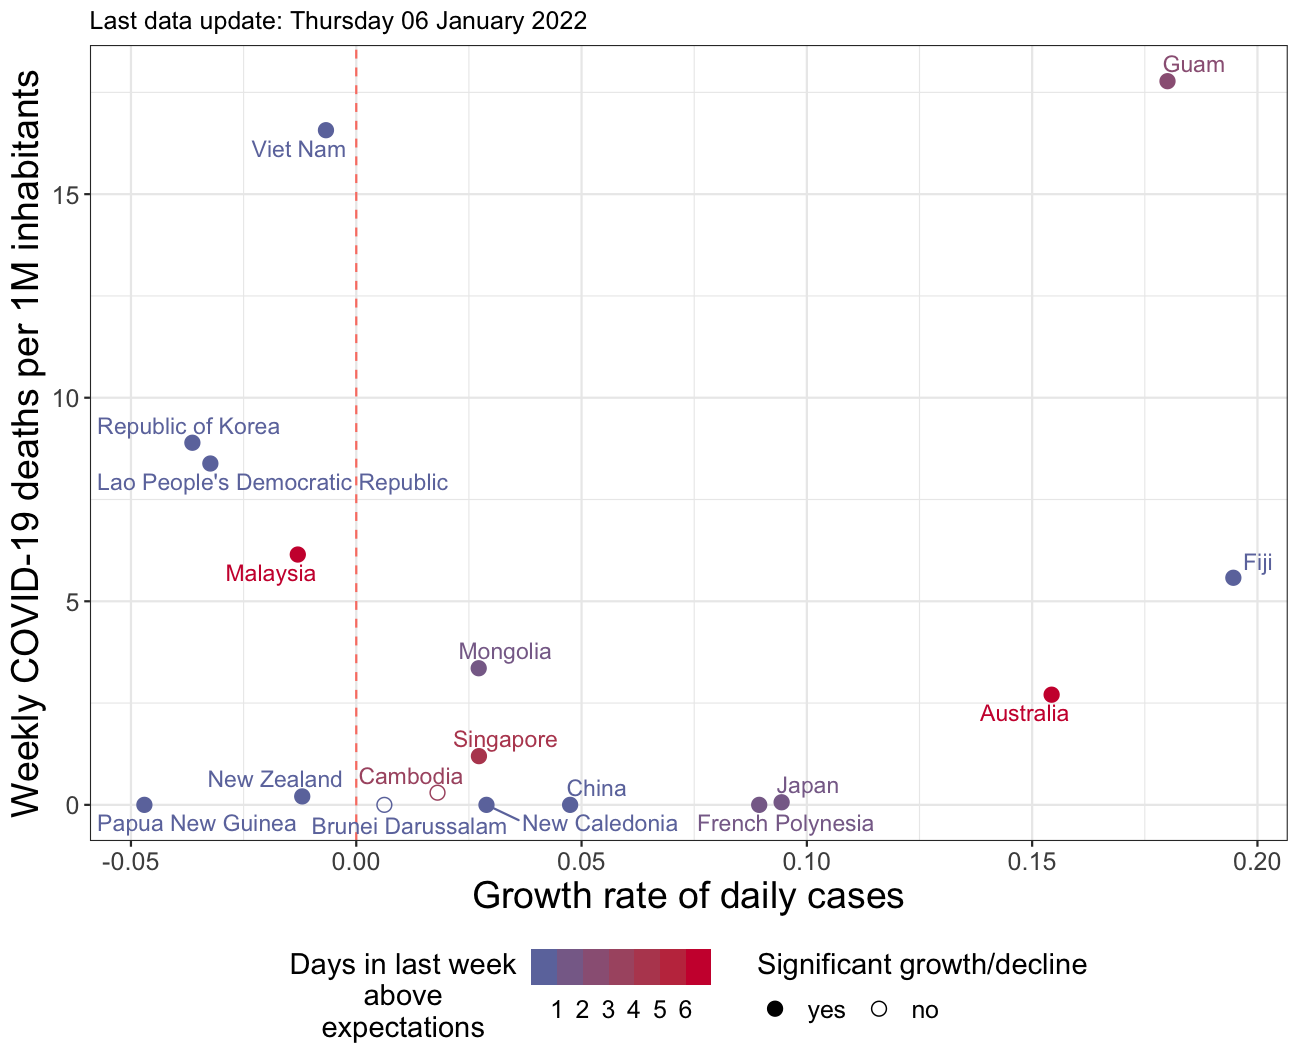 Last data update: Thursday 06 January 2022
Weekly COVID-19 deaths per 1M inhabitants
15
10
5
0
Guam
Viet Nam
Republic of Korea
Lao People's Democratic Republic
Malaysia
Fiji
Mongolia
Australia
Singapore
New Zealand
Cambodia
China
Japan
Papua New Guinea
Brunei Darussalam
New Caledonia
French Polynesia
-0.05 0.00 0.05 0.10 0.15 0.20
Growth rate of daily cases
Days in last week
above
expectations
1 2 3 4 5 6
Significant growth/decline
yes no